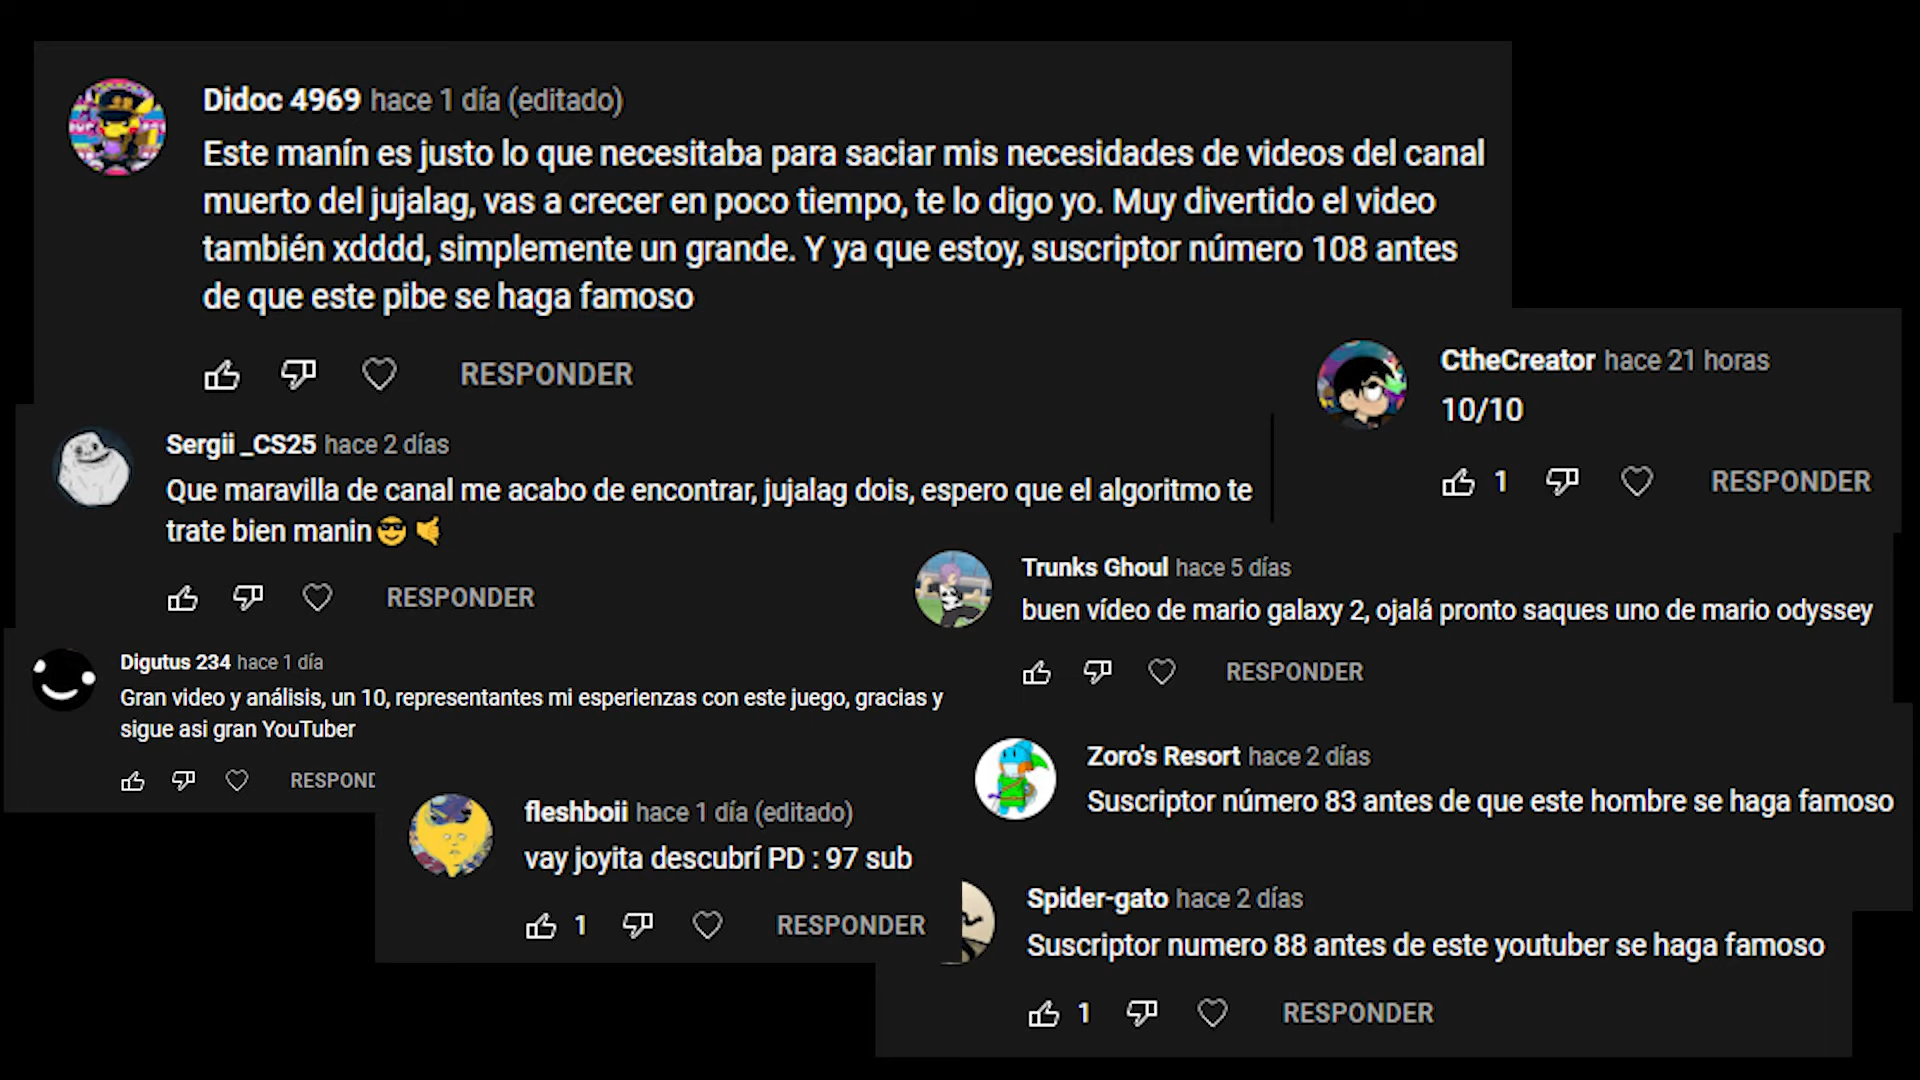 Didoc 4969 hace 1 día (editado)
Este manín es justo lo que necesitaba para saciar mis necesidades de videos del canal
muerto del jujalag, vas a crecer en poco tiempo, te lo digo yo. Muy divertido el video
también xdddd, simplemente un grande. Y ya que estoy, suscriptor número 108 antes
de que este pibe se haga famoso
RESPONDER
CtheCreator hace 21 horas
10/10
1 RESPONDER
Sergii _CS25 hace 2 días
Que maravilla de canal me acabo de encontrar, jujalag dois, espero que el algoritmo te
trate bien manin😎🤙
RESPONDER
Trunks Ghoul hace 5 días
buen vídeo de mario galaxy 2, ojalá pronto saques uno de mario odyssey
RESPONDER
Digutus 234 hace 1 día
Gran video y análisis, un 10, representantes mi esperienzas con este juego, gracias y
sigue asi gran YouTuber
RESPOND
Zoro's Resort hace 2 días
Suscriptor número 83 antes de que este hombre se haga famoso
fleshboii hace 1 día (editado)
vay joyita descubrí PD : 97 sub
1 RESPONDER
Spider-gato hace 2 días
Suscriptor numero 88 antes de este youtuber se haga famoso
1 RESPONDER